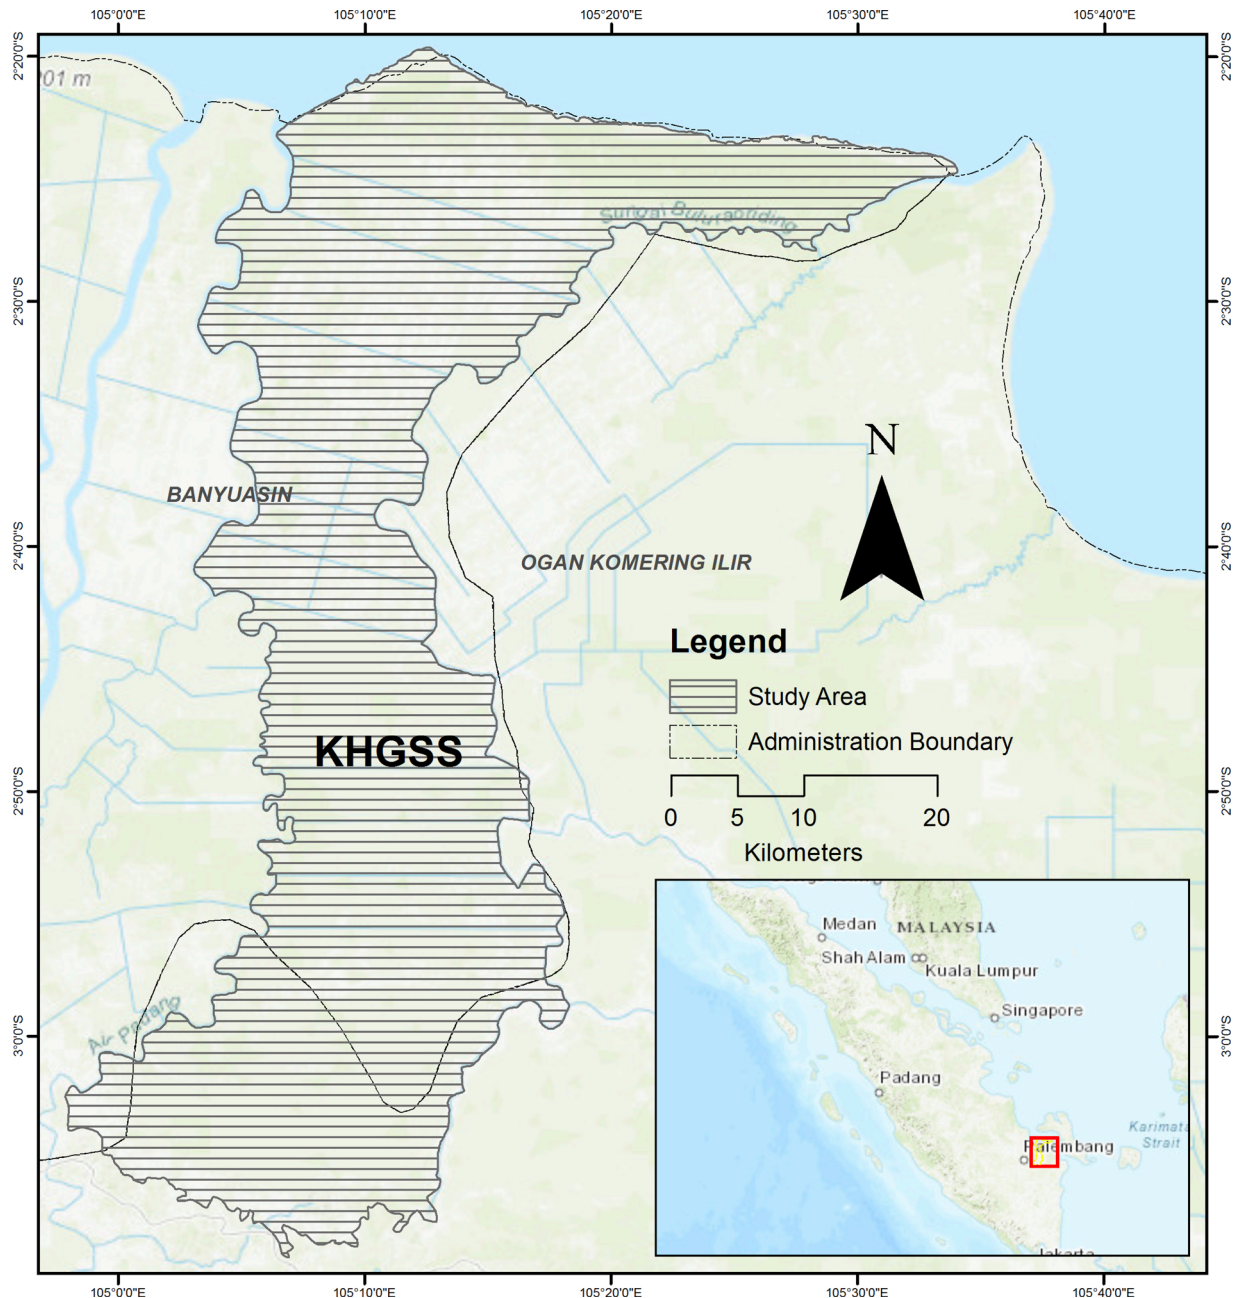 105°0'0"E
105°10'0"E
105°20'0"E
105°30'0"E
105°40'0"E
2°20'0"S
2°20'0"S
01 m
Sungai
2°30'0"S
2°30'0"S
N
BANYUASIN
2°40'0"S
OGAN KOMERING ILIR
2°40'0"S
Legend
Study Area
KHGSS
Administration Boundary
2°50'0"S
2°50'0"S
0 5 10 20
Kilometers
Medan
MALAYSIA
Shah Alam
Kuala Lumpur
Singapore
Air Padang
3°0'0"S
3°0'0"S
Padang
Karimata
Strait
Palembang
Jakarta
105°0'0"E
105°10'0"E
105°20'0"E
105°30'0"E
105°40'0"E